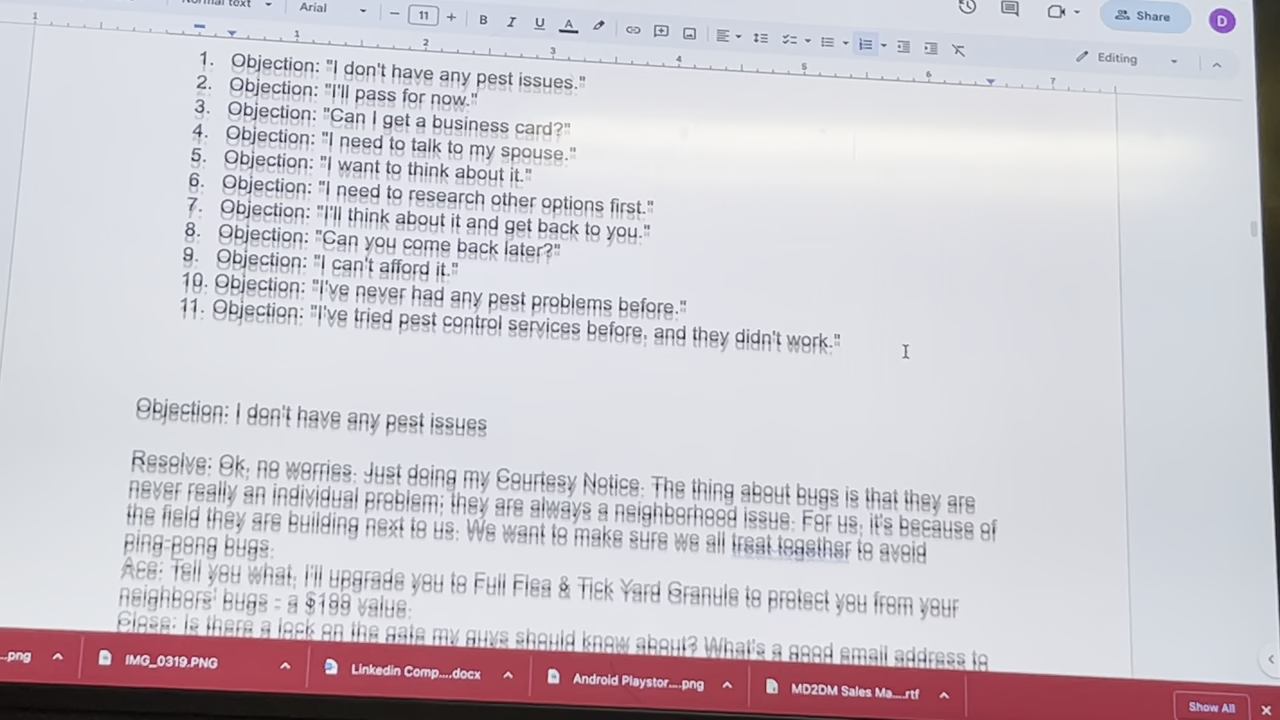 Normal text Arial 11 B I U A Share D
1 1 2 3 4 5 6 7 Editing
1. Objection: "I don't have any pest issues."
2. Objection: "I'll pass for now."
3. Objection: "Can I get a business card?"
4. Objection: "I need to talk to my spouse."
5. Objection: "I want to think about it."
6. Objection: "I need to research other options first."
7. Objection: "I'll think about it and get back to you."
8. Objection: "Can you come back later?"
9. Objection: "I can't afford it."
10. Objection: "I've never had any pest problems before."
11. Objection: "I've tried pest control services before, and they didn't work."
Objection: I don't have any pest issues
Resolve: Ok, no worries. Just doing my Courtesy Notice. The thing about bugs is that they are
never really an individual problem; they are always a neighborhood issue. For us, it's because of
the field they are building next to us. We want to make sure we all treat together to avoid
ping-pong bugs.
Ace: Tell you what, I'll upgrade you to Full Flea & Tick Yard Granule to protect you from your
neighbors' bugs - a $199 value.
Close: Is there a lock on the gate my guys should know about? What's a good email address to
...png IMG_0319.PNG Linkedin Comp....docx Android Playstor....png MD2DM Sales Ma....rtf Show All